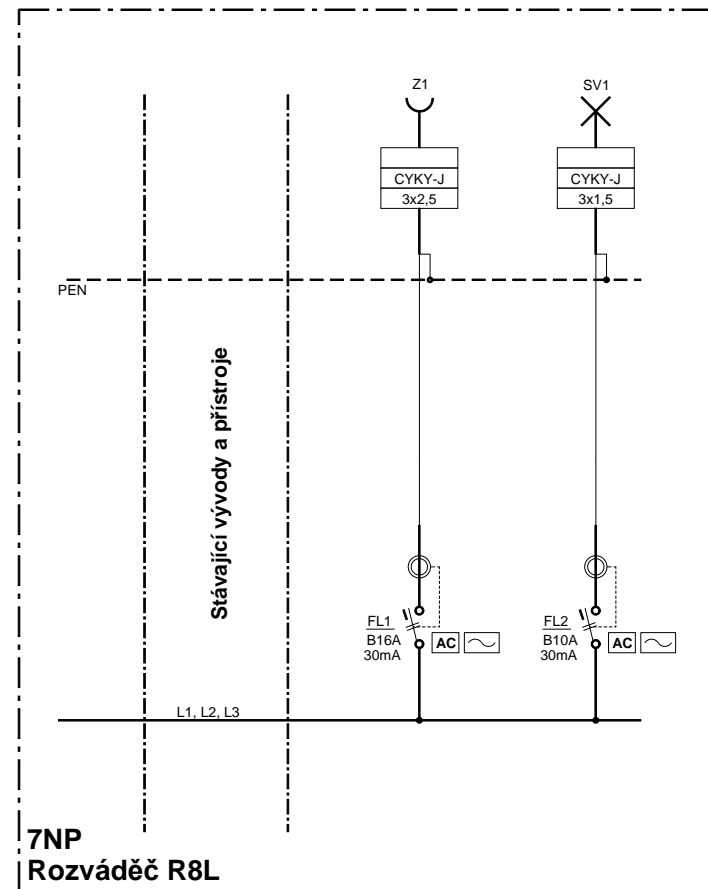 Z1
SV1
CYKY-J
3x2,5
CYKY-J
3x1,5
PEN
Stávající vývody a přístroje
FL1
B16A
30mA
AC
FL2
B10A
30mA
AC
L1, L2, L3
7NP
Rozváděč R8L